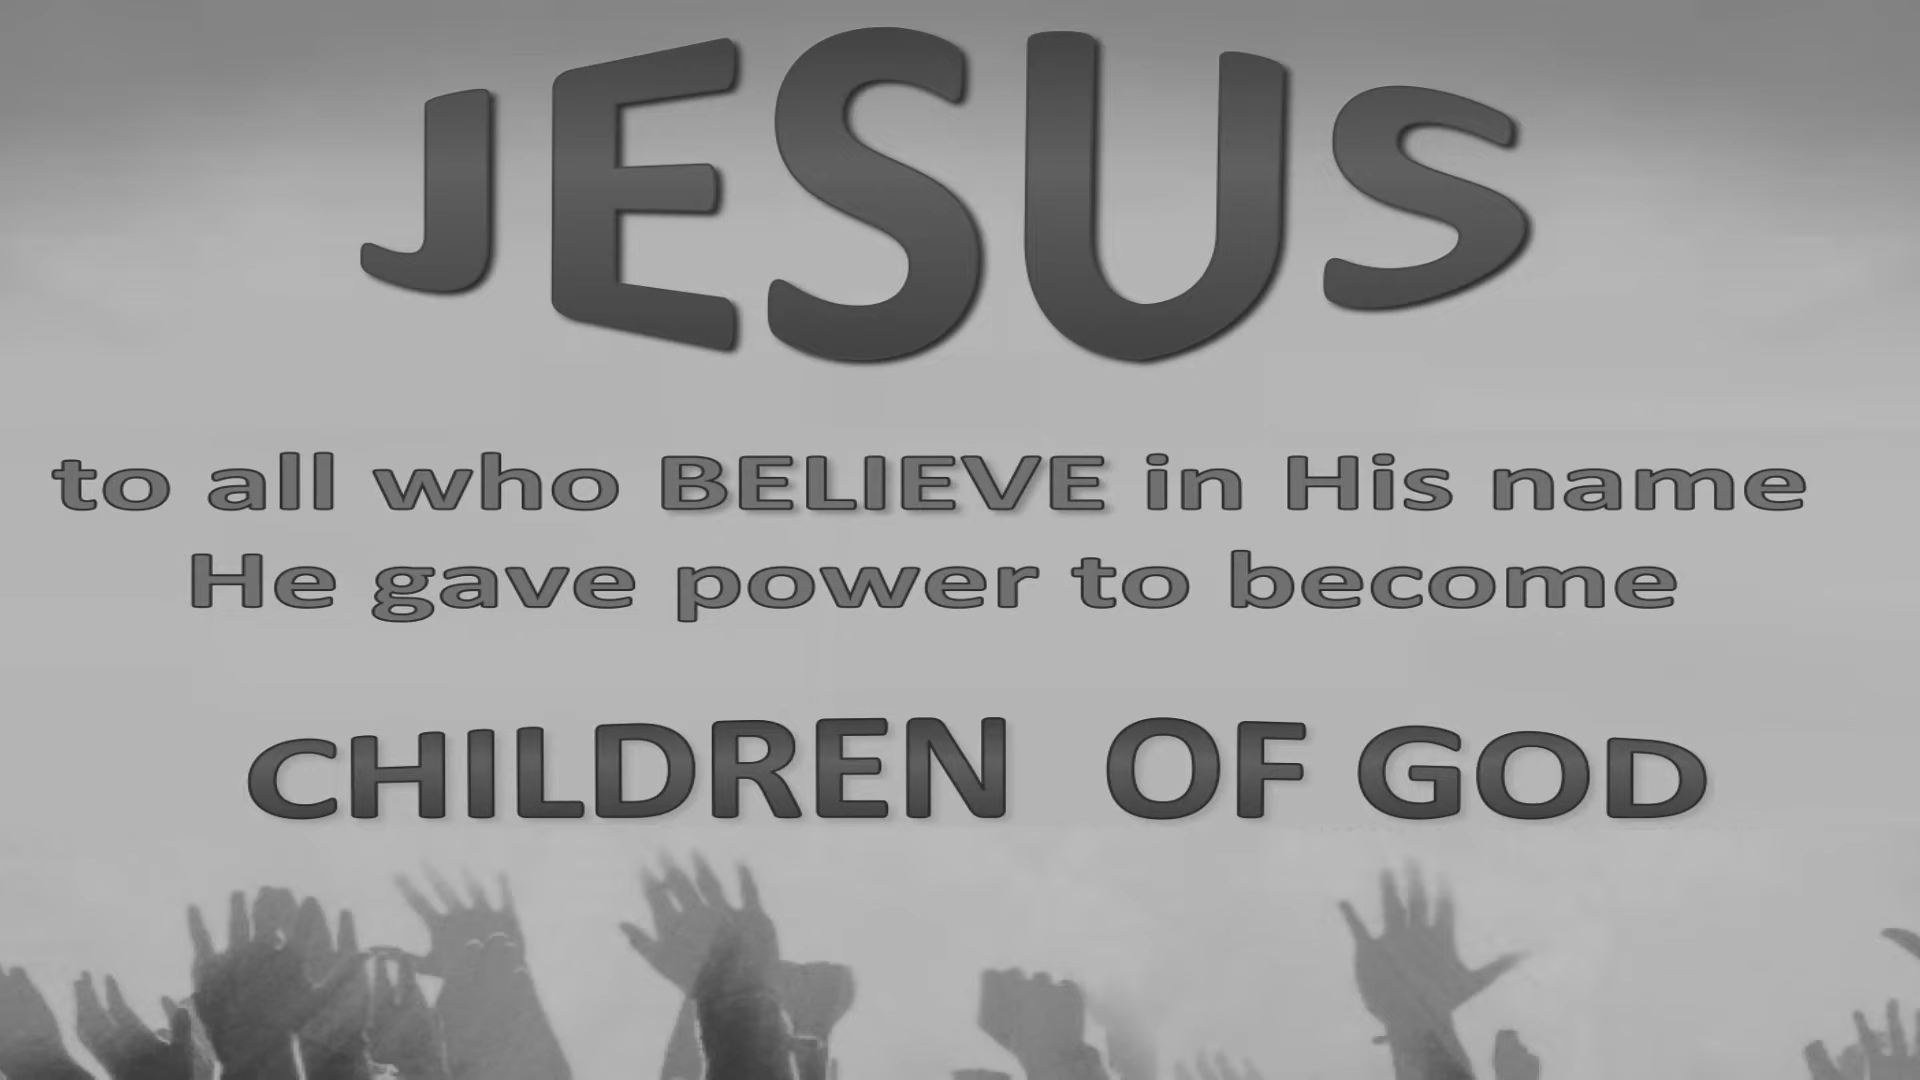 JESUS
to all who BELIEVE in His name
He gave power to become
CHILDREN OF GOD